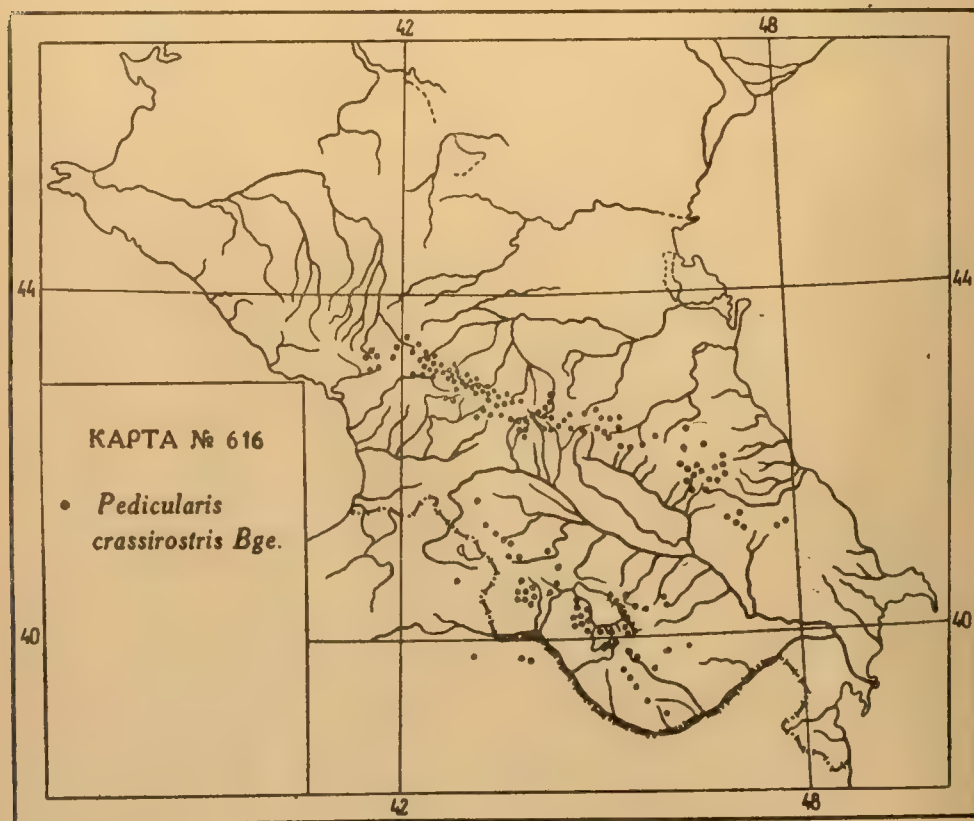 42 48
44 44
КАРТА № 616
• Pedicularis
crassirostris Bge.
40 40
42 48